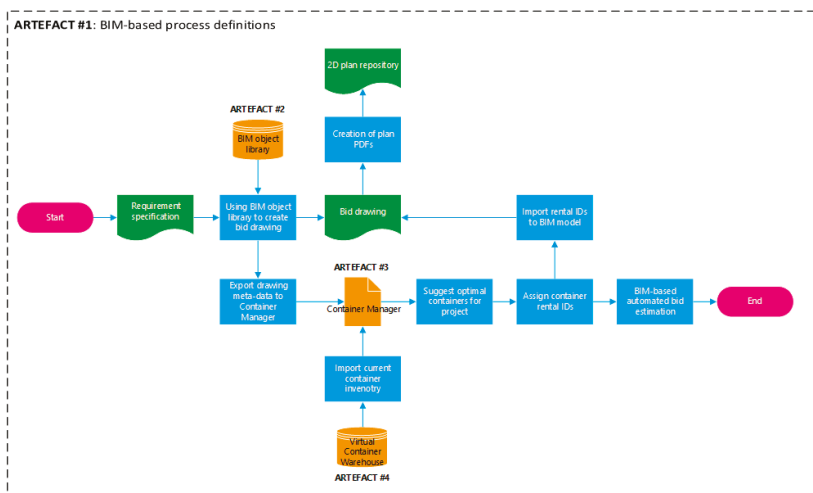 ARTEFACT #1: BIM-based process definitions
2D plan repository
ARTEFACT #2
BIM object
library
Creation of plan
PDFs
Start
Requirement
specification
Using BIM object
library to create
bid drawing
Bid drawing
Import rental IDs
to BIM model
Export drawing
meta-data to
Container
Manager
ARTEFACT #3
Container Manager
Suggest optimal
containers for
project
Assign container
rental IDs
BIM-based
automated bid
estimation
End
Import current
container
invenotry
Virtual
Container
Warehouse
ARTEFACT #4